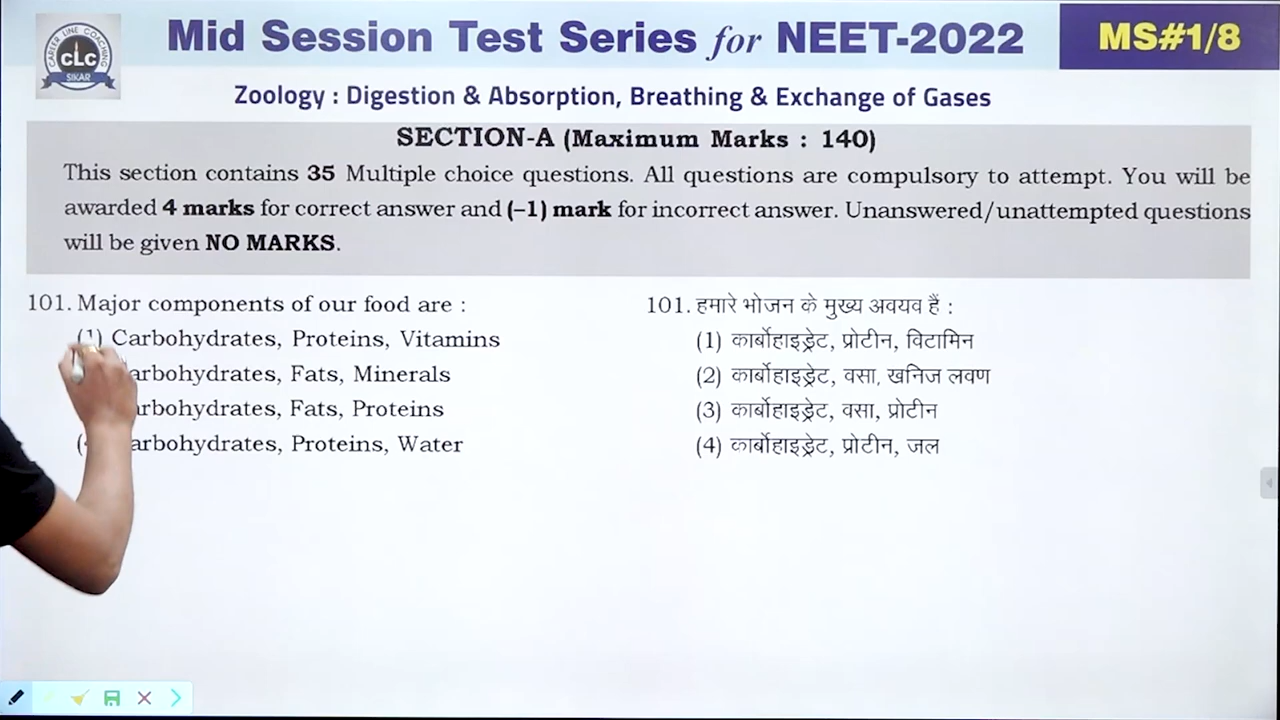 CAREER LINE COACHING
CLC
SIKAR
Mid Session Test Series for NEET-2022
MS#1/8
Zoology : Digestion & Absorption, Breathing & Exchange of Gases
SECTION-A (Maximum Marks : 140)
This section contains 35 Multiple choice questions. All questions are compulsory to attempt. You will be
awarded 4 marks for correct answer and (–1) mark for incorrect answer. Unanswered/unattempted questions
will be given NO MARKS.
101. Major components of our food are :
(1) Carbohydrates, Proteins, Vitamins
arbohydrates, Fats, Minerals
arbohydrates, Fats, Proteins
arbohydrates, Proteins, Water
101. हमारे भोजन के मुख्य अवयव हैं :
(1) कार्बोहाइड्रेट, प्रोटीन, विटामिन
(2) कार्बोहाइड्रेट, वसा, खनिज लवण
(3) कार्बोहाइड्रेट, वसा, प्रोटीन
(4) कार्बोहाइड्रेट, प्रोटीन, जल